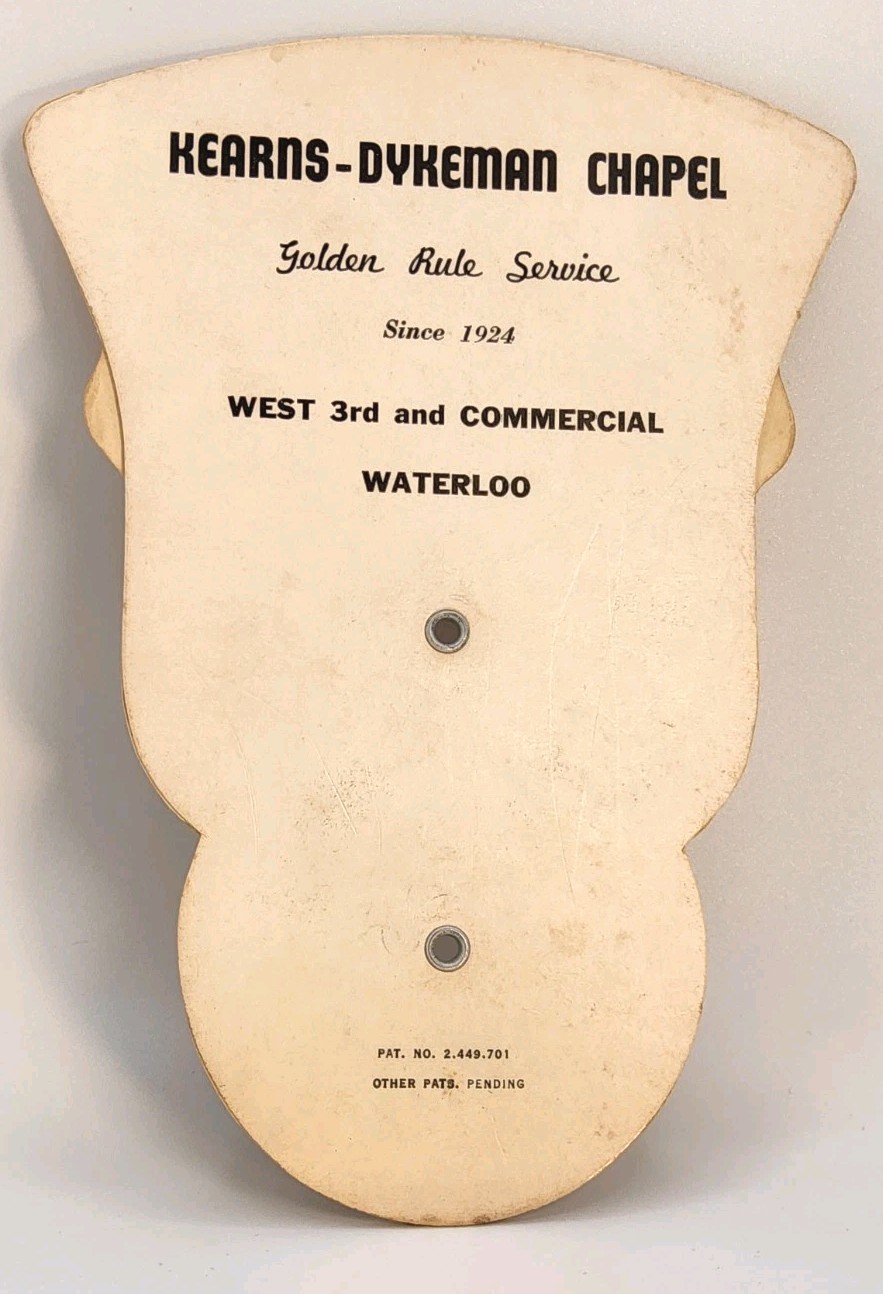 KEARNS-DYKEMAN CHAPEL
Golden Rule Service
Since 1924
WEST 3rd and COMMERCIAL
WATERLOO
PAT. NO. 2.449.701
OTHER PATS. PENDING